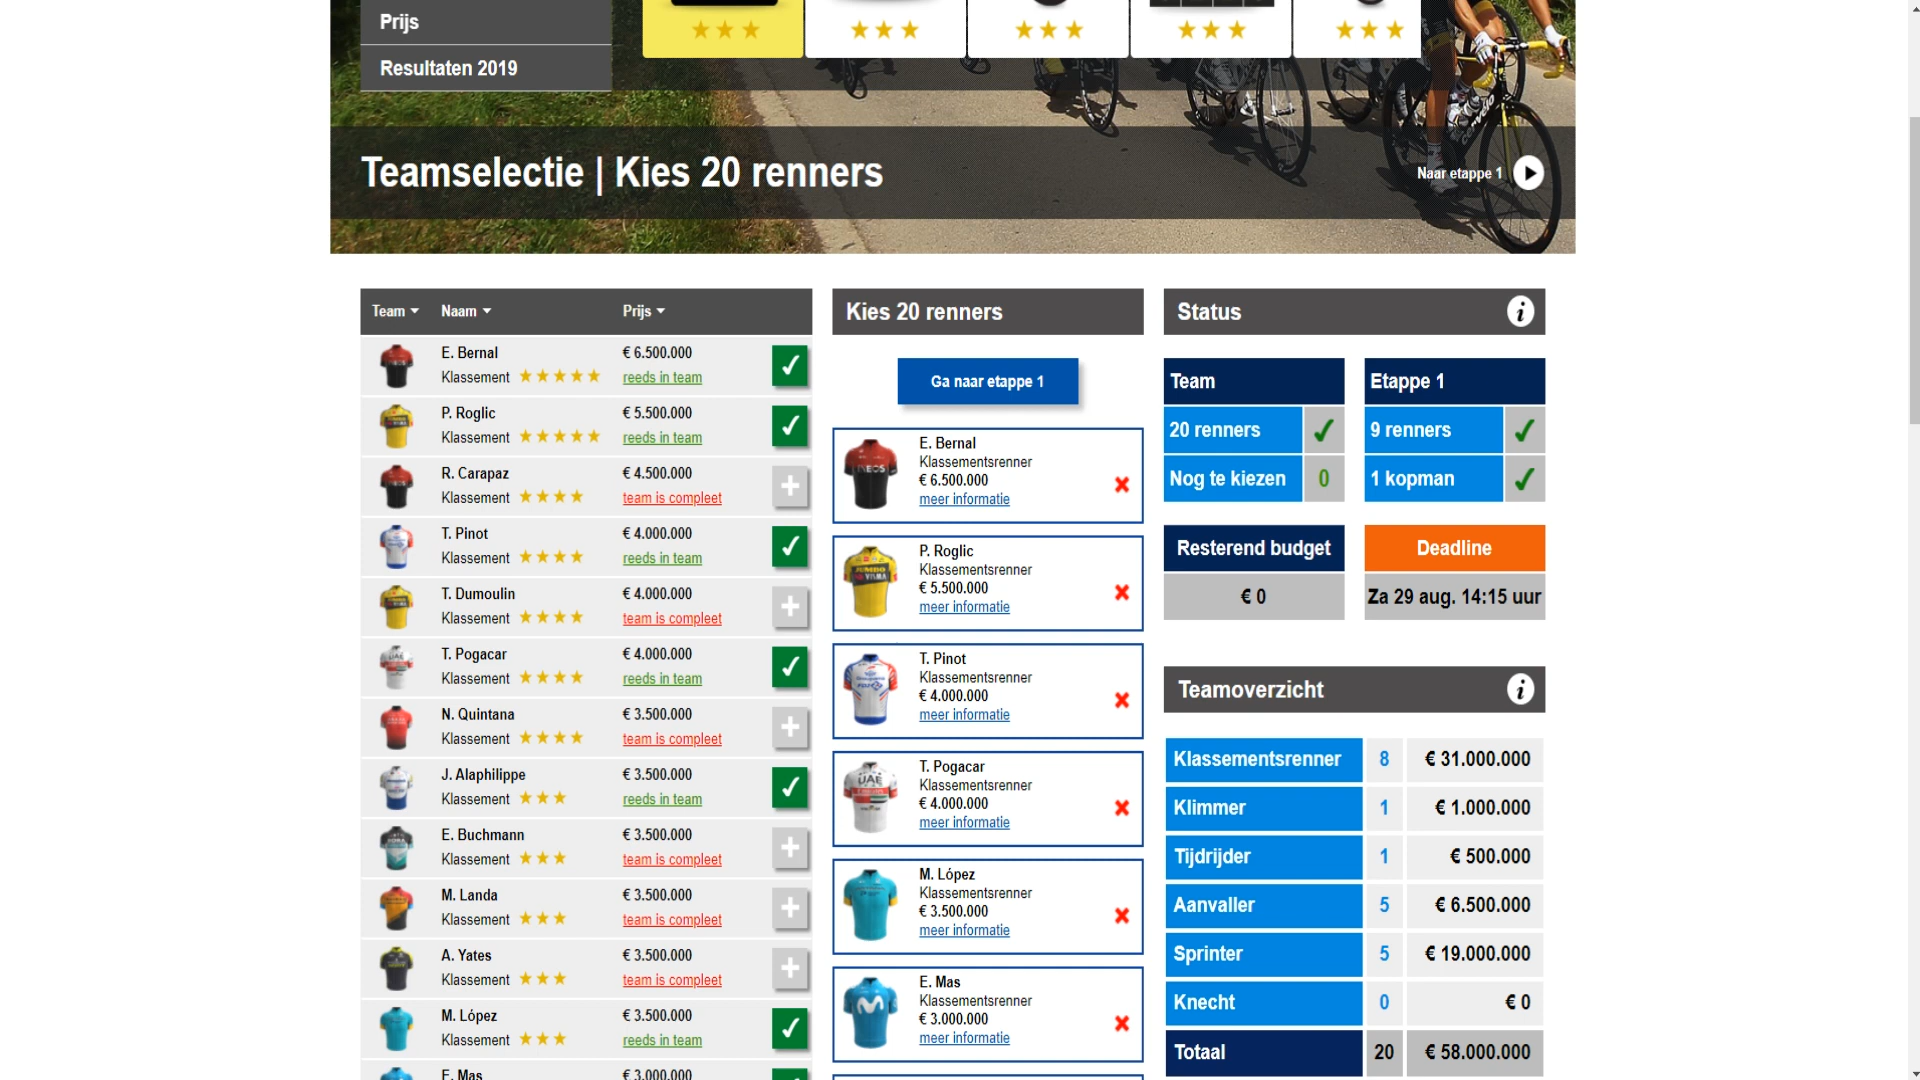 Prijs
Resultaten 2019
Teamselectie | Kies 20 renners
Naar etappe 1
Team Naam Prijs
E. Bernal € 6.500.000
Klassement reeds in team
P. Roglic € 5.500.000
Klassement reeds in team
R. Carapaz € 4.500.000
Klassement team is compleet
T. Pinot € 4.000.000
Klassement reeds in team
T. Dumoulin € 4.000.000
Klassement team is compleet
T. Pogacar € 4.000.000
Klassement reeds in team
N. Quintana € 3.500.000
Klassement team is compleet
J. Alaphilippe € 3.500.000
Klassement reeds in team
E. Buchmann € 3.500.000
Klassement team is compleet
M. Landa € 3.500.000
Klassement team is compleet
A. Yates € 3.500.000
Klassement team is compleet
M. López € 3.500.000
Klassement reeds in team
E. Mas € 3.000.000
Kies 20 renners
Ga naar etappe 1
E. Bernal
Klassementsrenner
€ 6.500.000
meer informatie
INEOS
P. Roglic
Klassementsrenner
€ 5.500.000
meer informatie
JUMBO
VISMA
T. Pinot
Klassementsrenner
€ 4.000.000
meer informatie
T. Pogacar
Klassementsrenner
€ 4.000.000
meer informatie
UAE
M. López
Klassementsrenner
€ 3.500.000
meer informatie
E. Mas
Klassementsrenner
€ 3.000.000
meer informatie
Status
Team
20 renners
Nog te kiezen 0
Etappe 1
9 renners
1 kopman
Resterend budget
€ 0
Deadline
Za 29 aug. 14:15 uur
Teamoverzicht
Klassementsrenner 8 € 31.000.000
Klimmer 1 € 1.000.000
Tijdrijder 1 € 500.000
Aanvaller 5 € 6.500.000
Sprinter 5 € 19.000.000
Knecht 0 € 0
Totaal 20 € 58.000.000